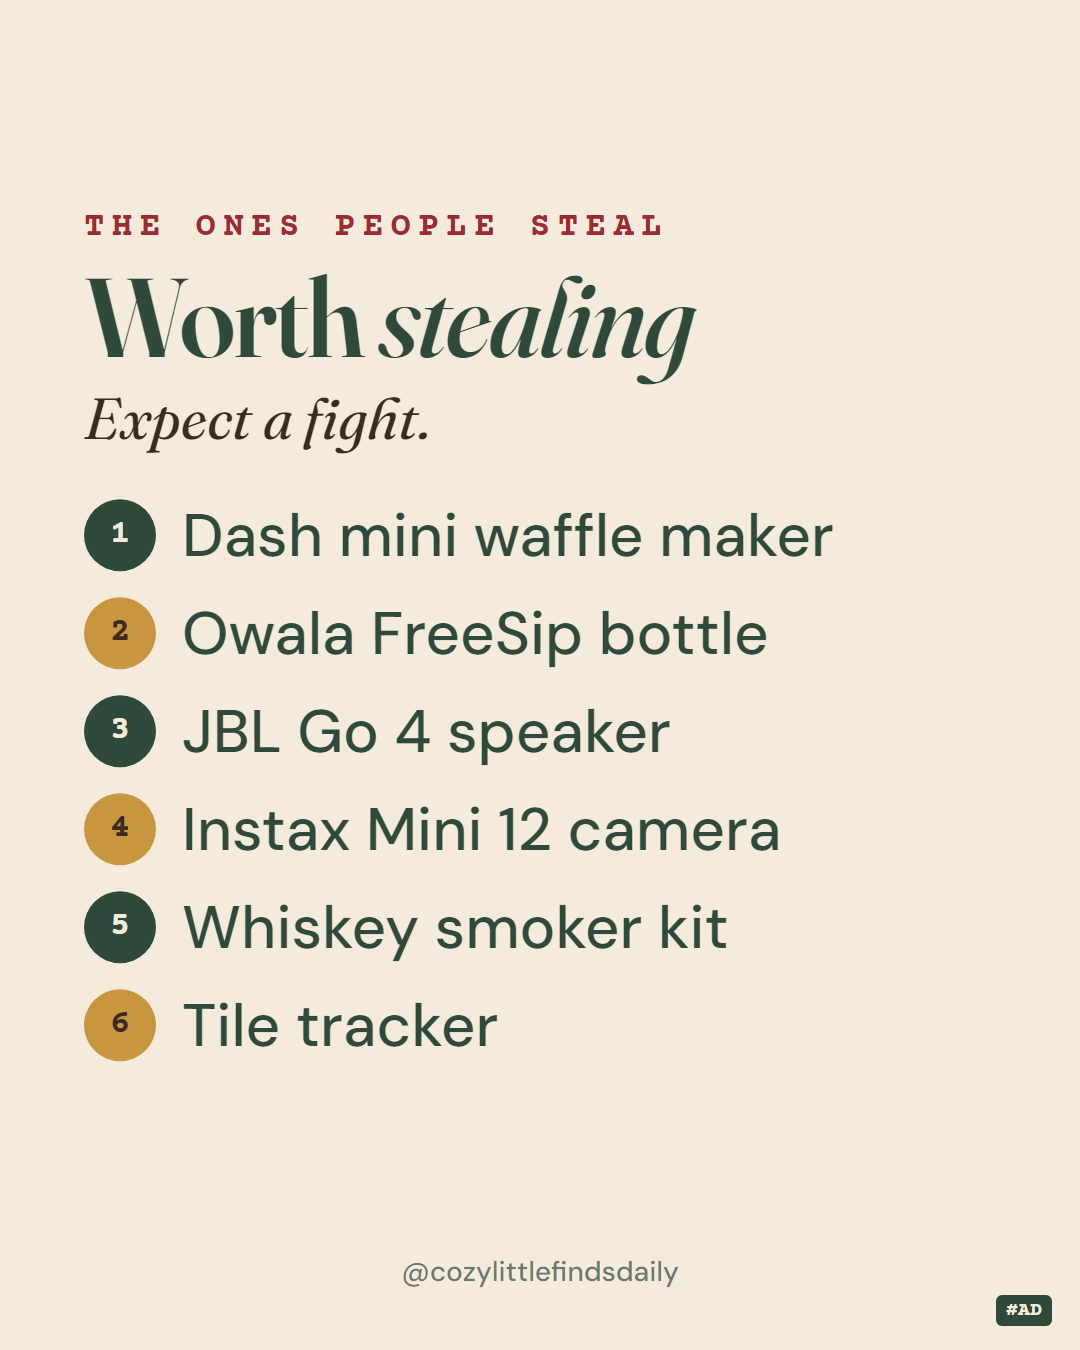 THE ONES PEOPLE STEAL
Worth stealing
Expect a fight.
1 Dash mini waffle maker
2 Owala FreeSip bottle
3 JBL Go 4 speaker
4 Instax Mini 12 camera
5 Whiskey smoker kit
6 Tile tracker
@cozylittlefindsdaily
#AD